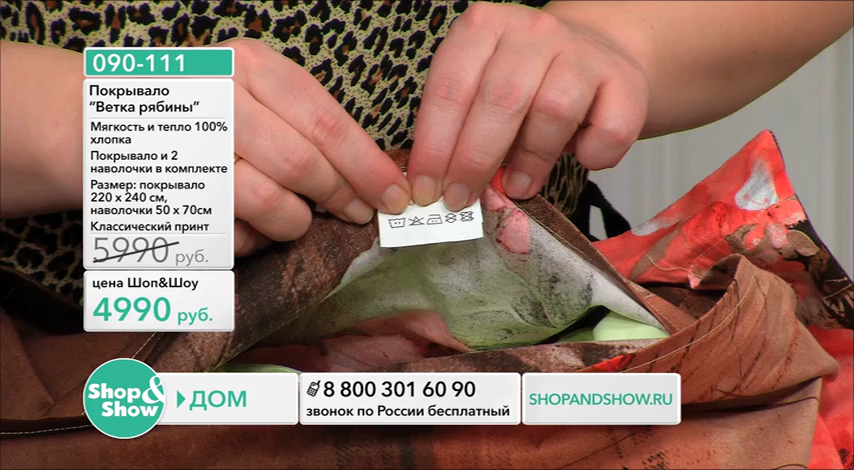 090-111
Покрывало
"Ветка рябины"
Мягкость и тепло 100%
хлопка
Покрывало и 2
наволочки в комплекте
Размер: покрывало
220 х 240 см,
наволочки 50 х 70см
Классический принт
5990 руб.
цена Шоп&Шоу
4990 руб.
Shop&
Show
ДОМ
8 800 301 60 90
звонок по России бесплатный
SHOPANDSHOW.RU